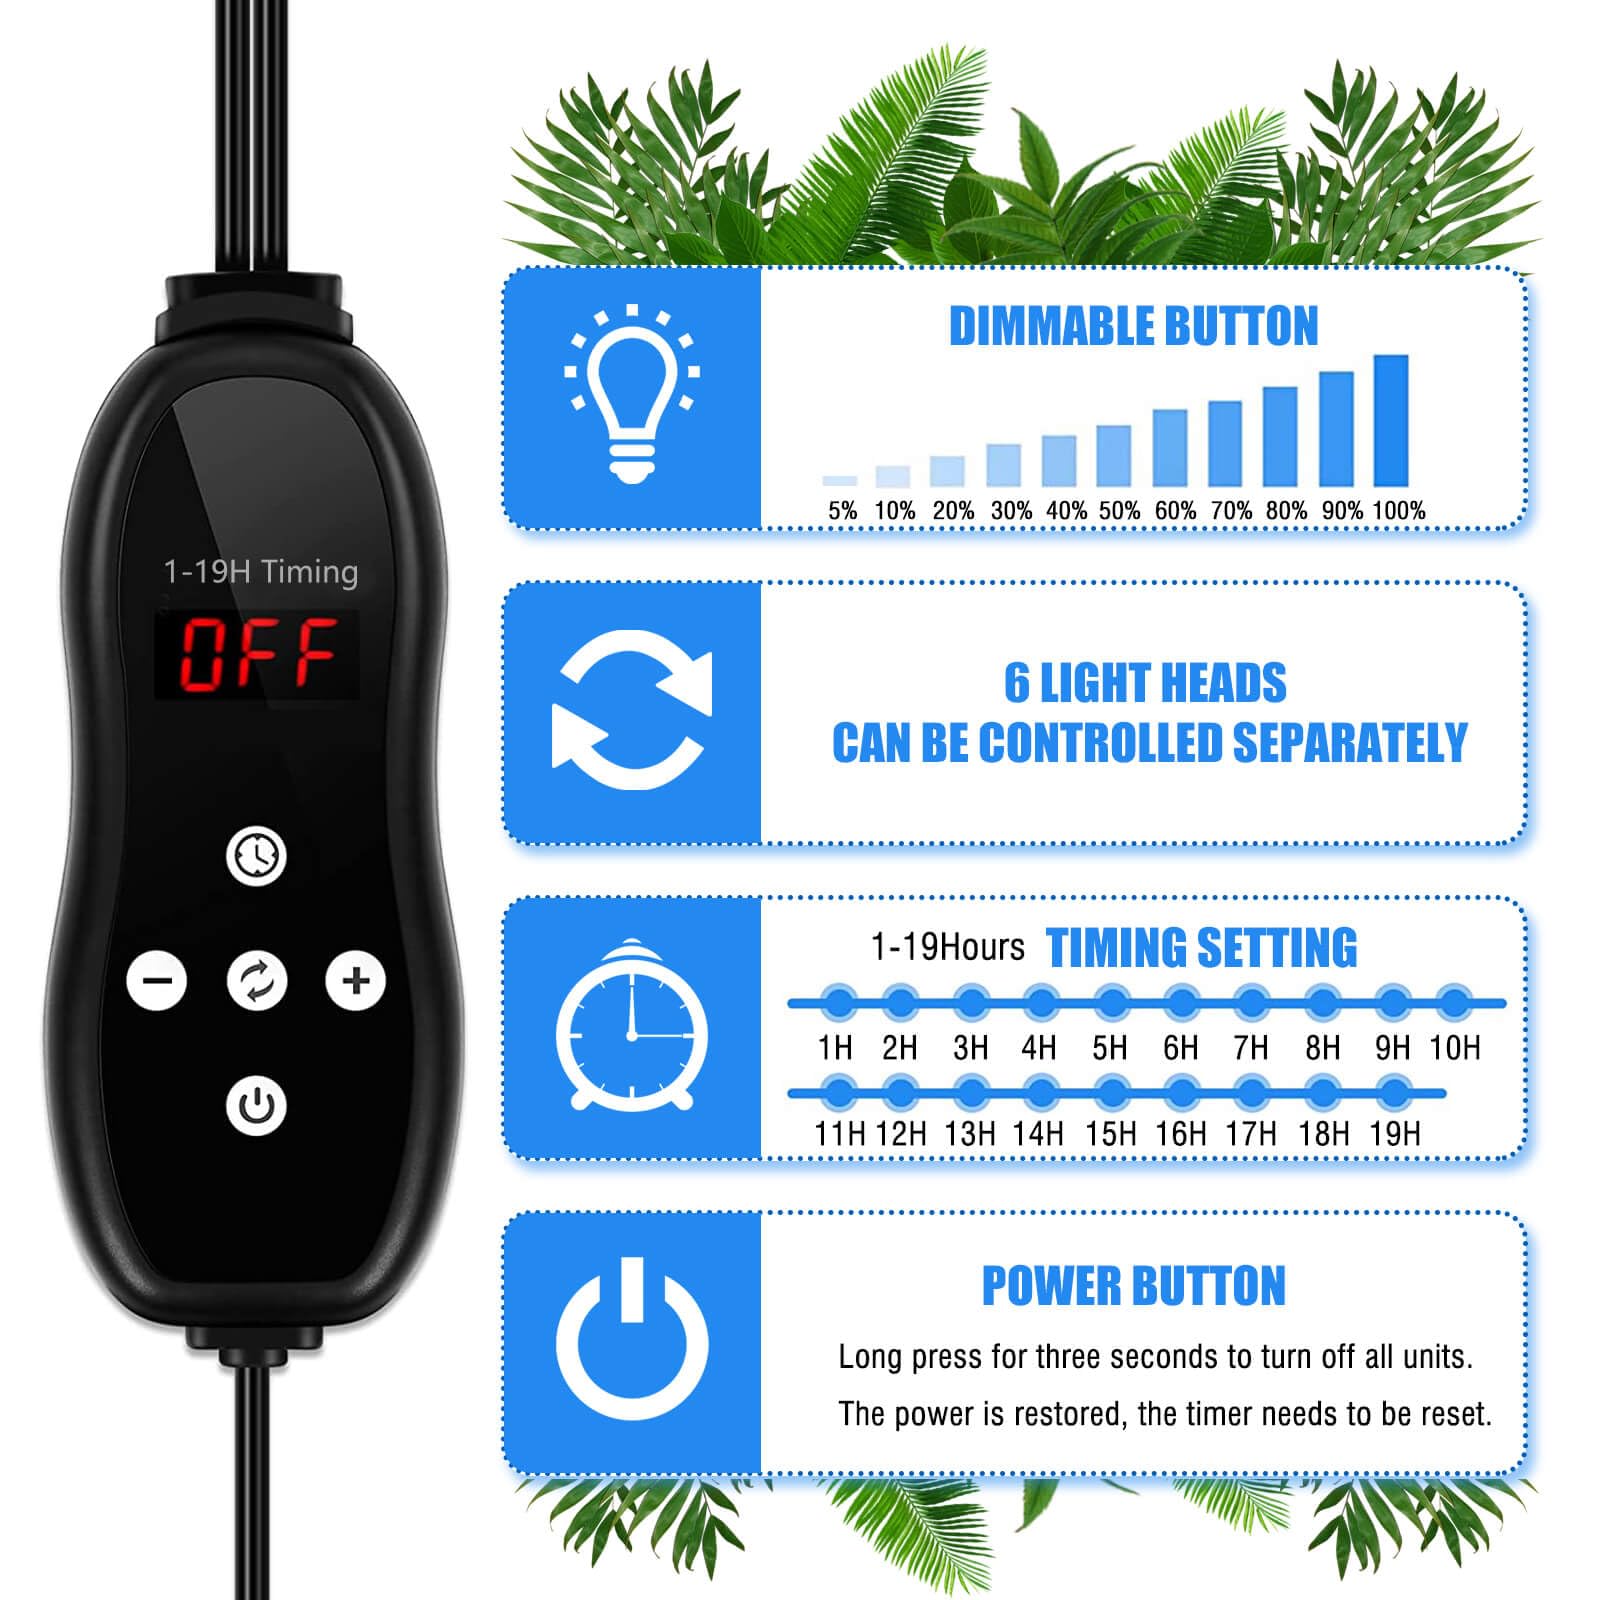 1-19H Timing
OFF
DIMMABLE BUTTON
5% 10% 20% 30% 40% 50% 60% 70% 80% 90% 100%
6 LIGHT HEADS
CAN BE CONTROLLED SEPARATELY
1-19Hours TIMING SETTING
1H 2H 3H 4H 5H 6H 7H 8H 9H 10H
11H 12H 13H 14H 15H 16H 17H 18H 19H
POWER BUTTON
Long press for three seconds to turn off all units.
The power is restored, the timer needs to be reset.